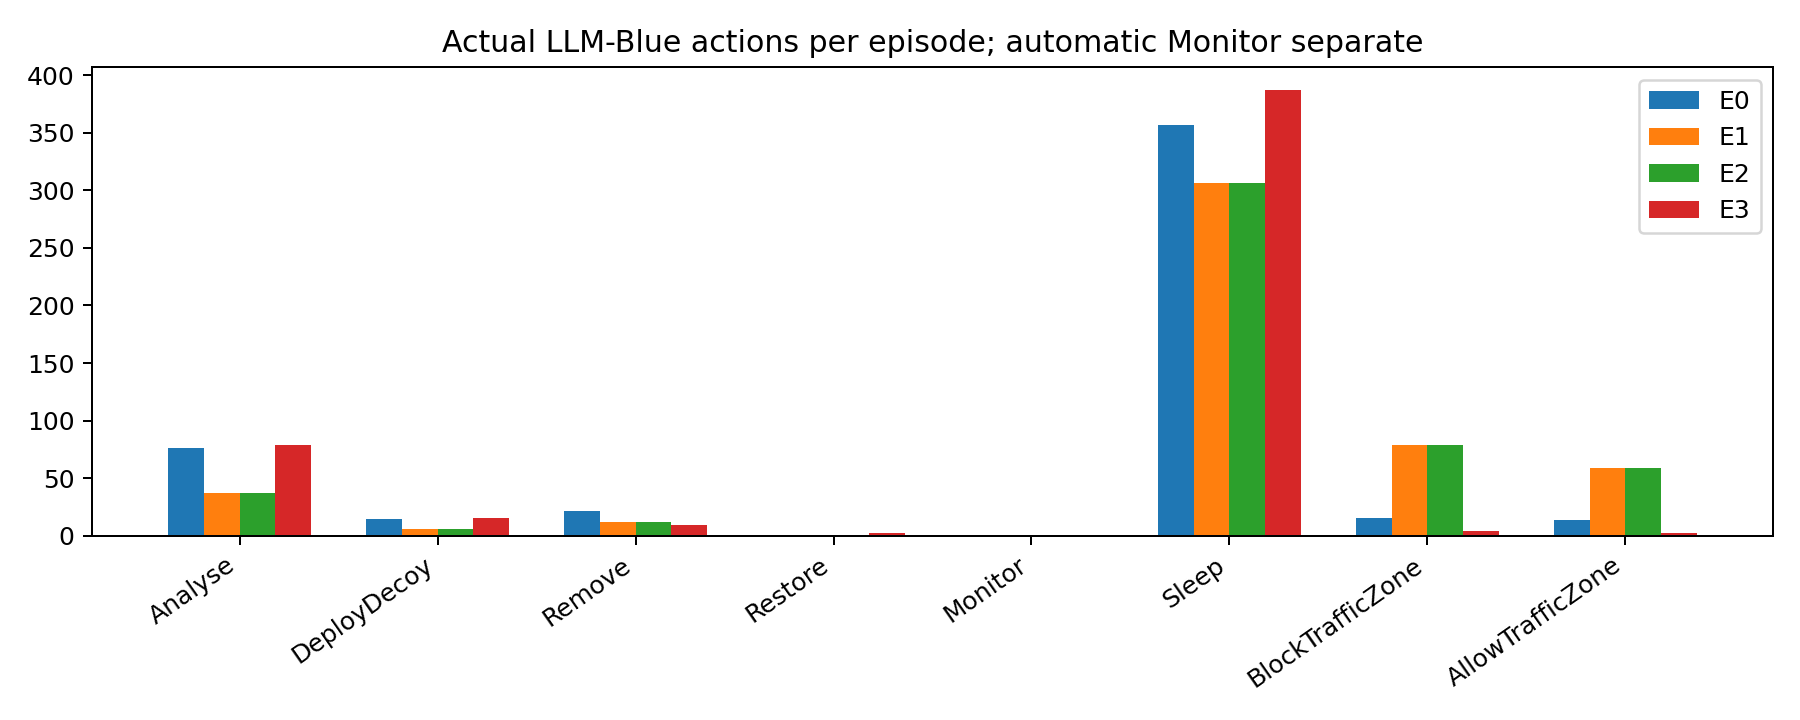 Actual LLM-Blue actions per episode; automatic Monitor separate
400
350
300
250
200
150
100
50
0
E0
E1
E2
E3
Analyse
DeployDecoy
Remove
Restore
Monitor
Sleep
BlockTrafficZone
AllowTrafficZone